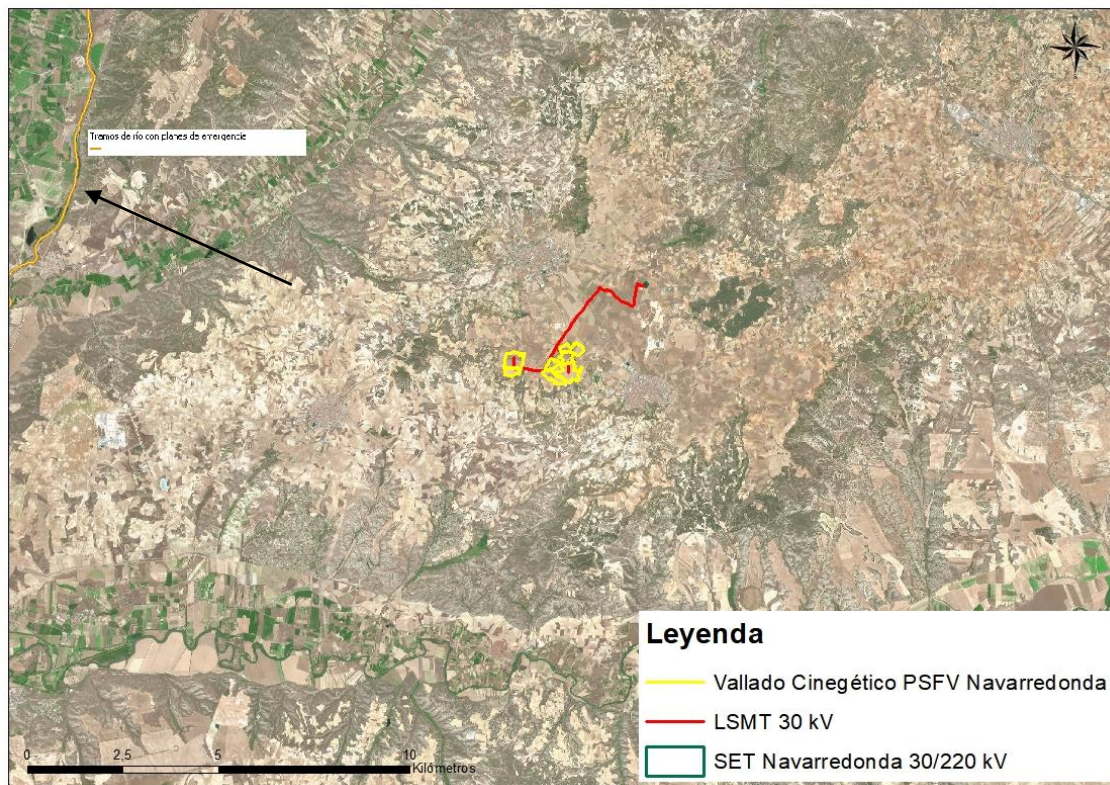 Tramos de río con planes de emergencia
Leyenda
Vallado Cinegético PSFV Navarredonda
LSMT 30 kV
SET Navarredonda 30/220 kV
0 2,5 5 10
Kilómetros